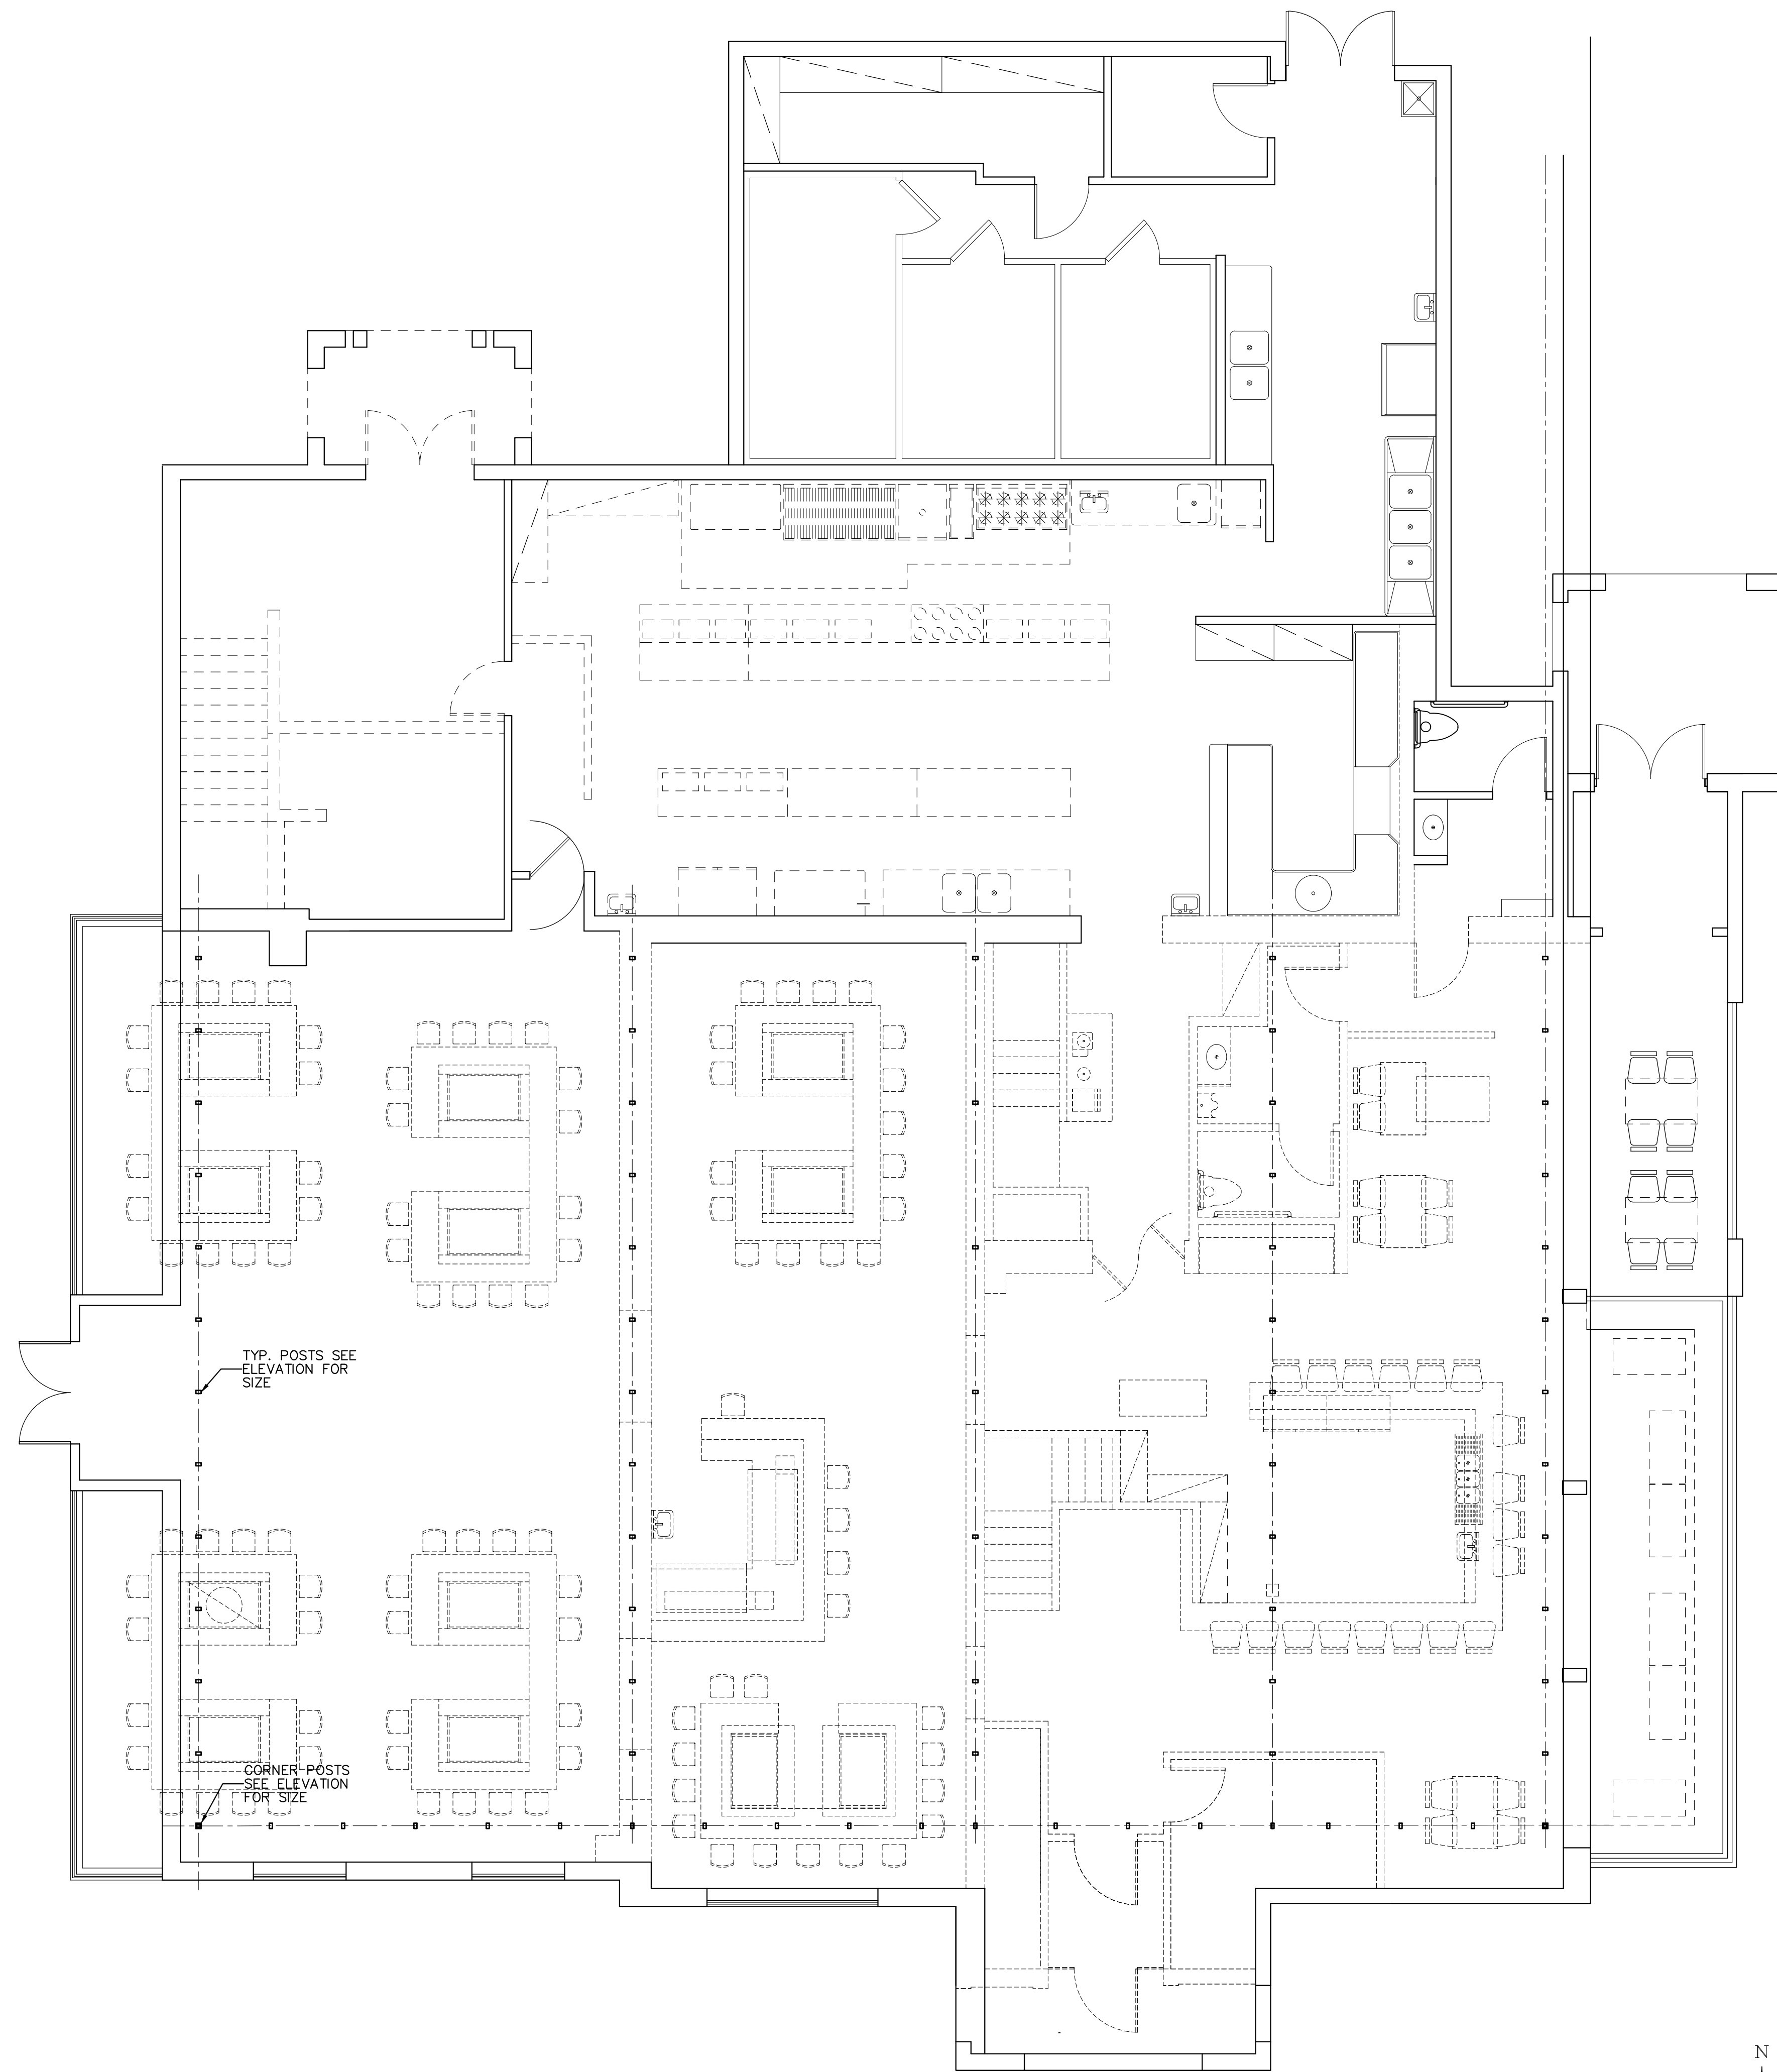 TYP. POSTS SEE
ELEVATION FOR
SIZE
CORNER POSTS
SEE ELEVATION
FOR SIZE
N